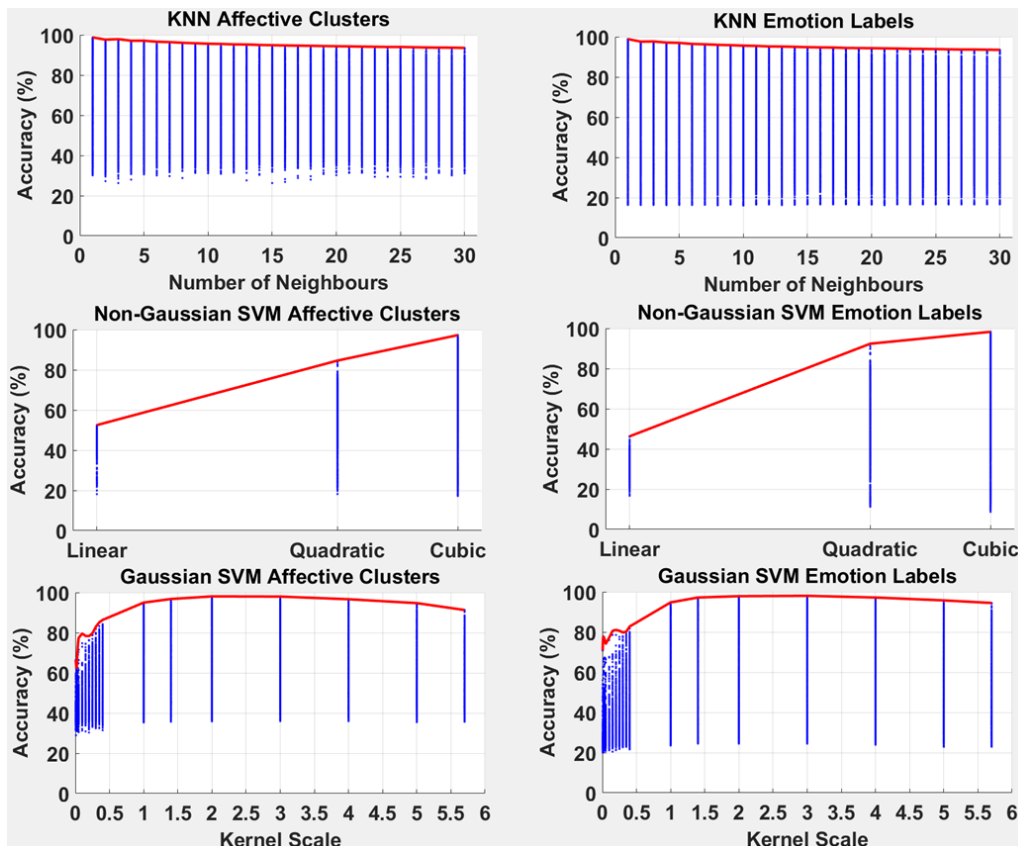 KNN Affective Clusters
100
80
60
40
20
0
Accuracy (%)
0 5 10 15 20 25 30
Number of Neighbours
KNN Emotion Labels
100
80
60
40
20
0
Accuracy (%)
0 5 10 15 20 25 30
Number of Neighbours
Non-Gaussian SVM Affective Clusters
100
80
60
40
20
0
Accuracy (%)
Linear Quadratic Cubic
Non-Gaussian SVM Emotion Labels
100
80
60
40
20
0
Accuracy (%)
Linear Quadratic Cubic
Gaussian SVM Affective Clusters
100
80
60
40
20
0
Accuracy (%)
0 0.5 1 1.5 2 2.5 3 3.5 4 4.5 5 5.5 6
Kernel Scale
Gaussian SVM Emotion Labels
100
80
60
40
20
0
Accuracy (%)
0 0.5 1 1.5 2 2.5 3 3.5 4 4.5 5 5.5 6
Kernel Scale